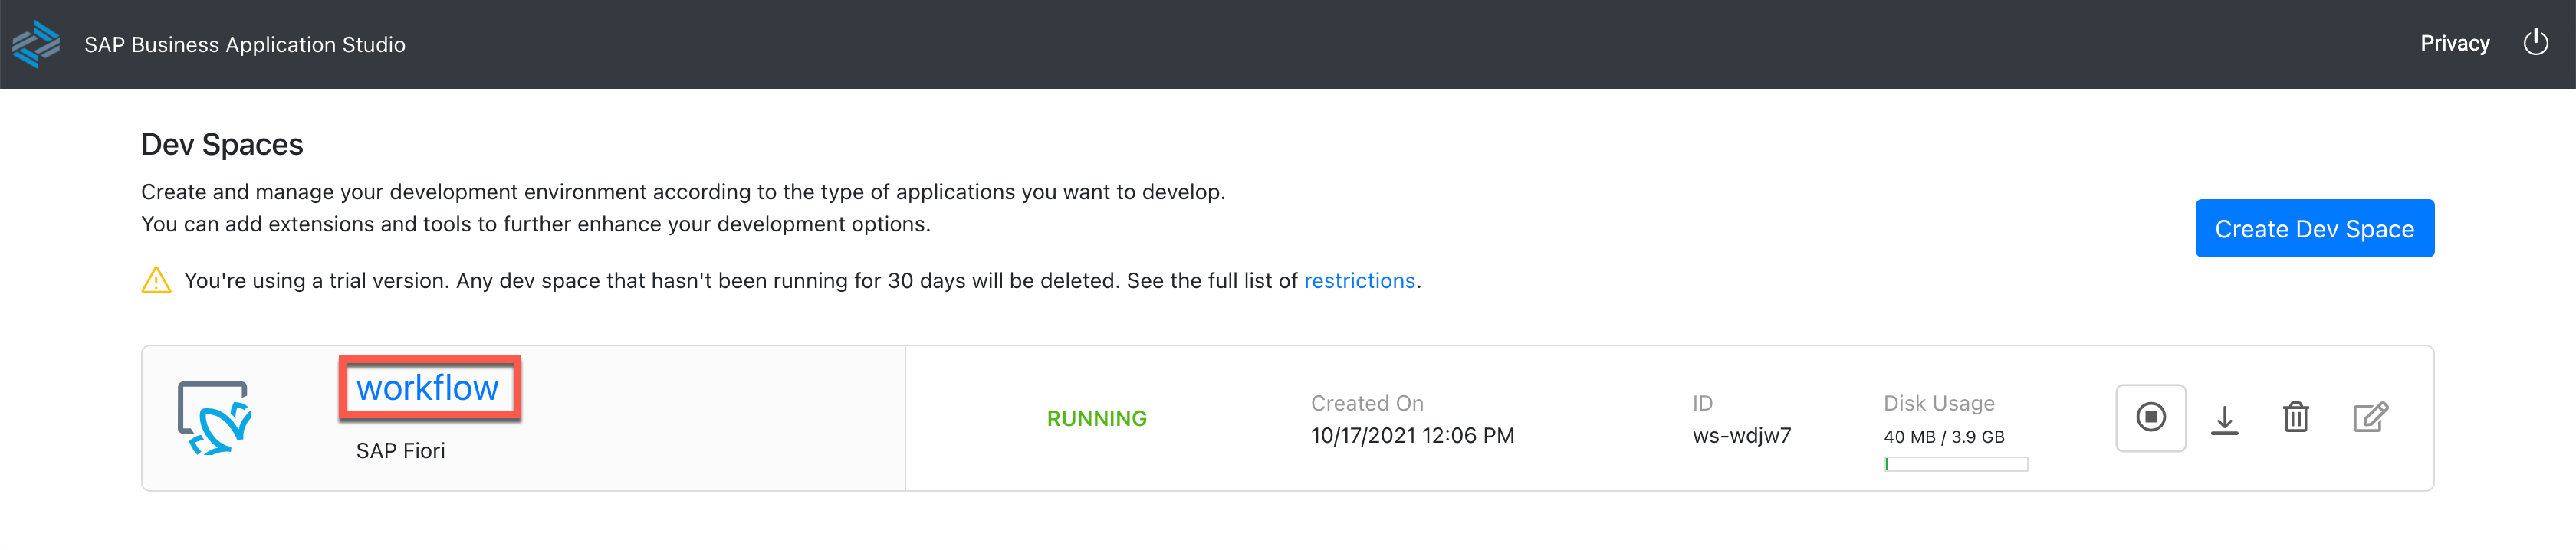 SAP Business Application Studio
Privacy
Dev Spaces
Create and manage your development environment according to the type of applications you want to develop.
You can add extensions and tools to further enhance your development options.
Create Dev Space
You're using a trial version. Any dev space that hasn't been running for 30 days will be deleted. See the full list of restrictions.
workflow
SAP Fiori
RUNNING
Created On
10/17/2021 12:06 PM
ID
ws-wdjw7
Disk Usage
40 MB / 3.9 GB